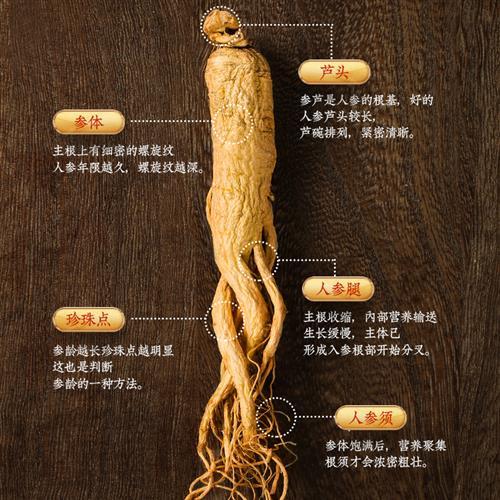 芦头
参芦是人参的根基，好的
人参芦头较长，
芦碗排列，紧密清晰。
参体
主根上有细密的螺旋纹
人参年限越久，螺旋纹越深。
人参腿
主根收缩，内部营养输送
生长缓慢，主体已
形成入参根部开始分叉。
珍珠点
参龄越长珍珠点越明显
这也是判断
参龄的一种方法。
人参须
参体饱满后，营养聚集
根须才会浓密粗壮。